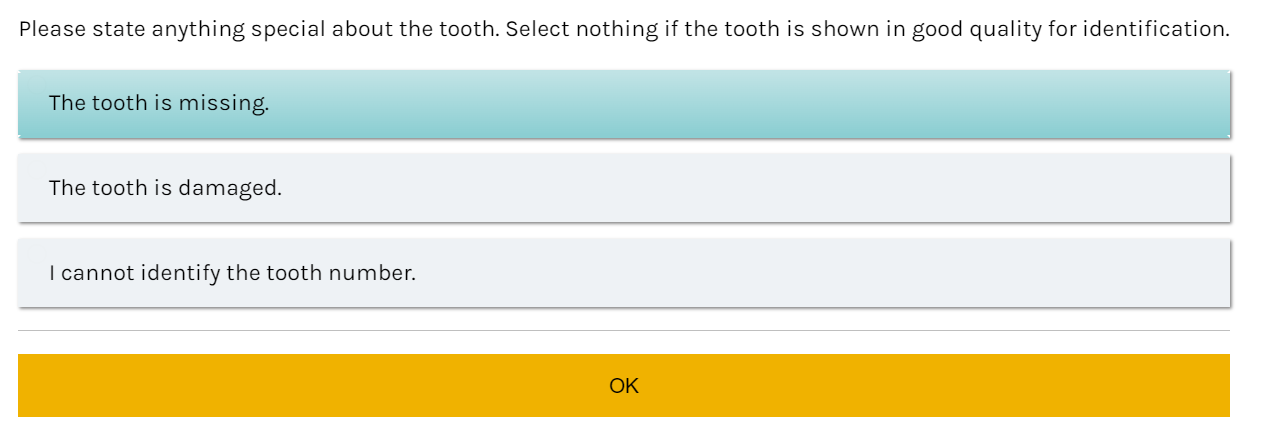 Please state anything special about the tooth. Select nothing if the tooth is shown in good quality for identification.
The tooth is missing.
The tooth is damaged.
I cannot identify the tooth number.
OK